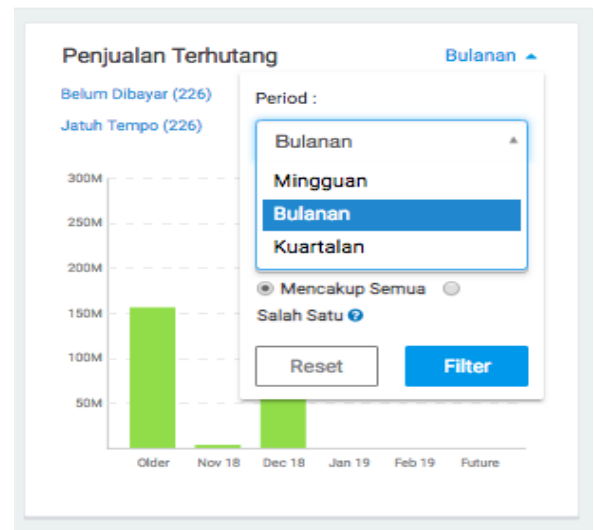 Penjualan Terhutang
Bulanan
Belum Dibayar (226)
Jatuh Tempo (226)
Period :
Bulanan
Mingguan
Bulanan
Kuartalan
Mencakup Semua
Salah Satu
Reset
Filter
300M
250M
200M
150M
100M
50M
Older Nov 18 Dec 18 Jan 19 Feb 19 Future